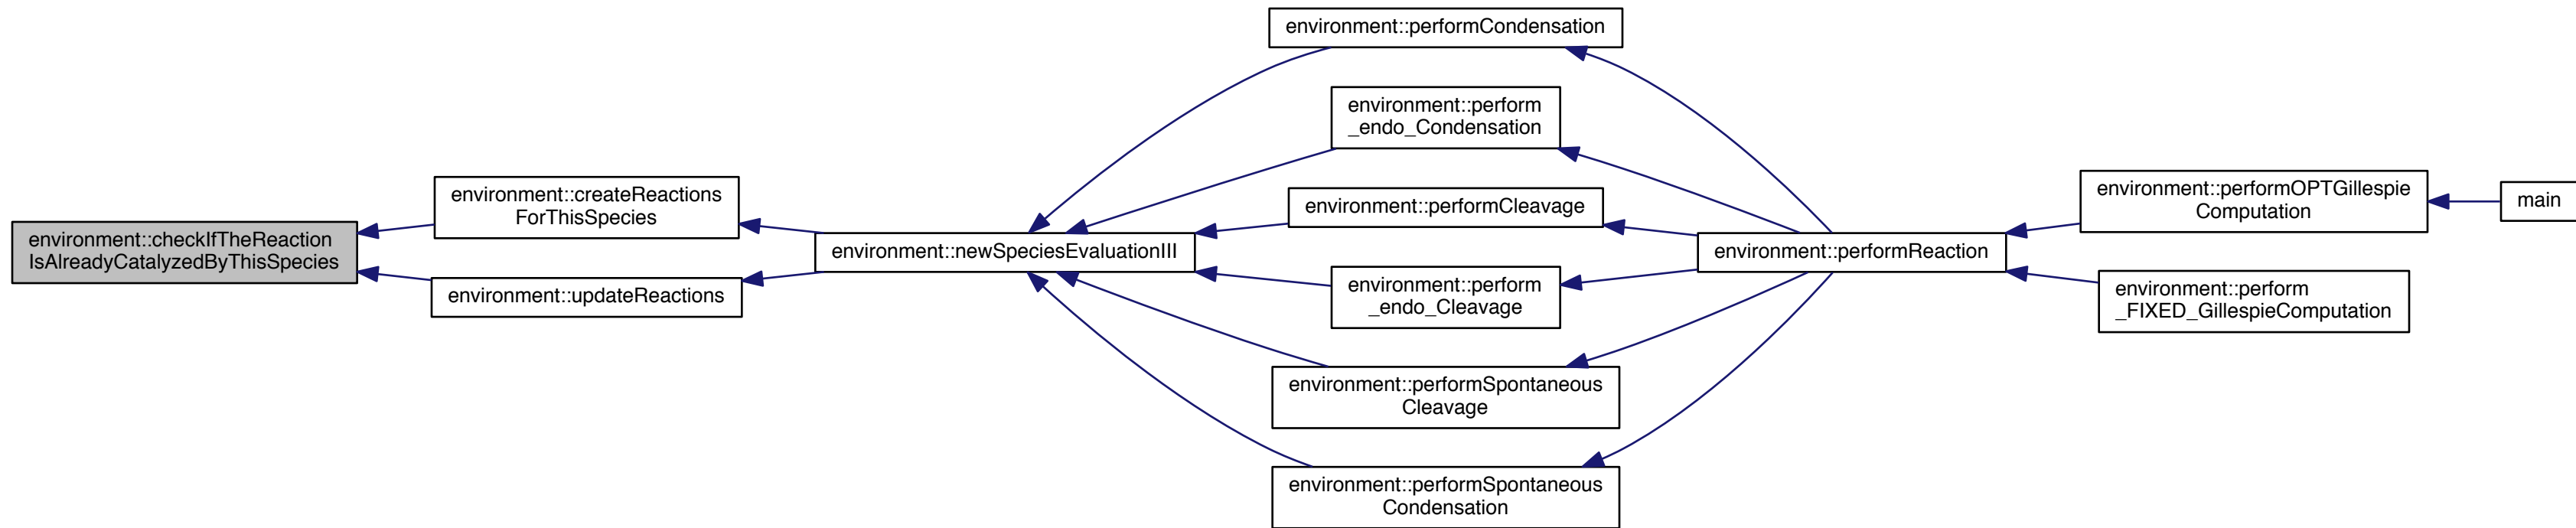 environment::checkIfTheReaction
IsAlreadyCatalyzedByThisSpecies
environment::createReactions
ForThisSpecies
environment::updateReactions
environment::newSpeciesEvaluationIII
environment::performCondensation
environment::perform
_endo_Condensation
environment::performCleavage
environment::perform
_endo_Cleavage
environment::performSpontaneous
Cleavage
environment::performSpontaneous
Condensation
environment::performReaction
environment::performOPTGillespie
Computation
environment::perform
_FIXED_GillespieComputation
main